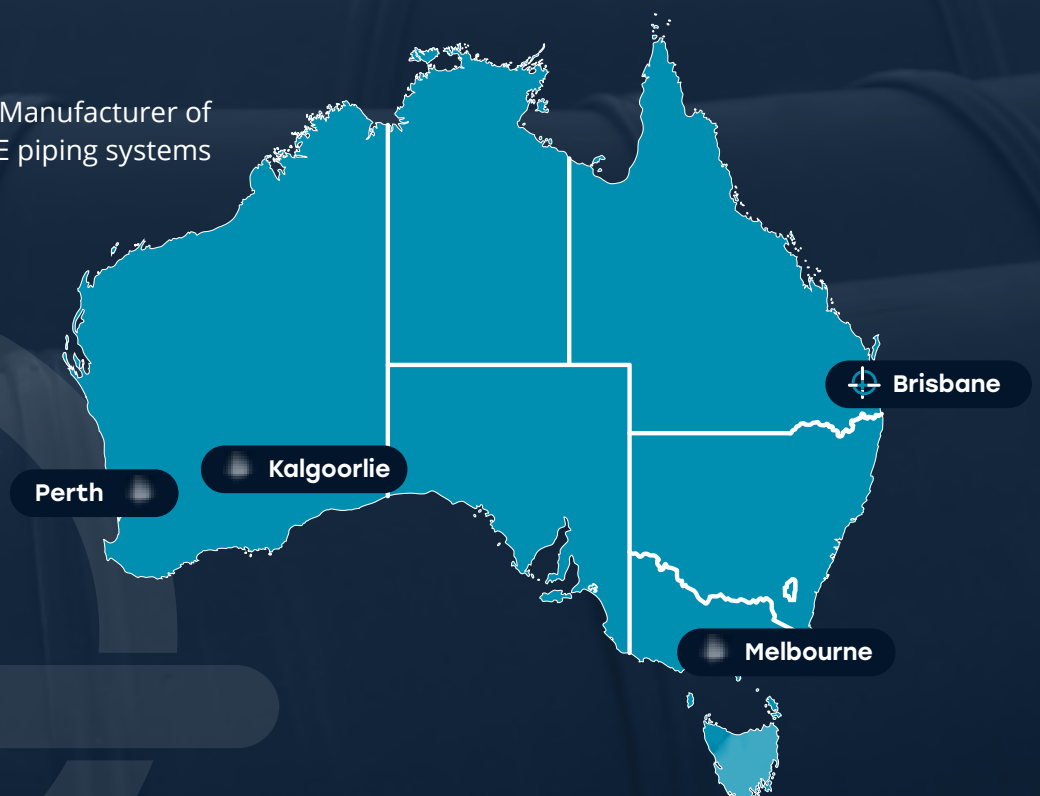 Manufacturer of
E piping systems
Brisbane
Kalgoorlie
Perth
Melbourne